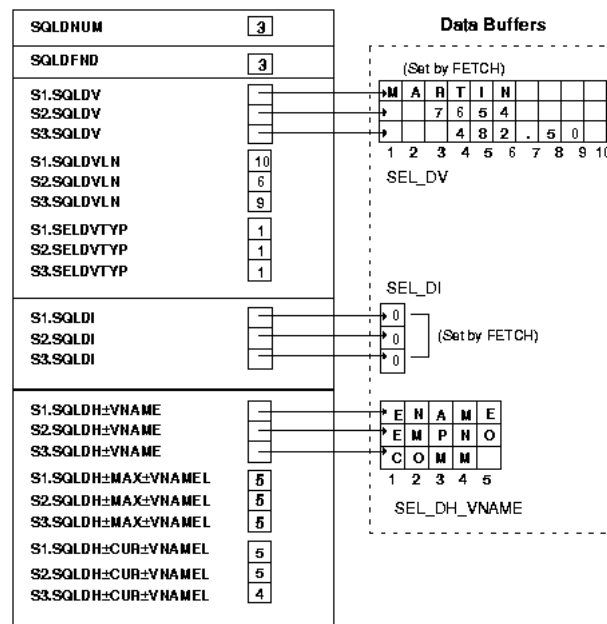 SQLDNUM 3
SQLDFND 3
S1.SQLDV
S2.SQLDV
S3.SQLDV
S1.SQLDVLN 10
S2.SQLDVLN 6
S3.SQLDVLN 9
S1.SELDVTYP 1
S2.SELDVTYP 1
S3.SELDVTYP 1
S1.SQLDI
S2.SQLDI
S3.SQLDI
S1.SQLDH±VNAME
S2.SQLDH±VNAME
S3.SQLDH±VNAME
S1.SQLDH±MAX±VNAMEL 5
S2.SQLDH±MAX±VNAMEL 5
S3.SQLDH±MAX±VNAMEL 5
S1.SQLDH±CUR±VNAMEL 5
S2.SQLDH±CUR±VNAMEL 5
S3.SQLDH±CUR±VNAMEL 4
Data Buffers
(Set by FETCH)
M A R T I N
7 6 5 4
4 8 2 . 5 0
1 2 3 4 5 6 7 8 9 10
SEL_DV
SEL_DI
0
0
0
(Set by FETCH)
E N A M E
E M P N O
C O M M
1 2 3 4 5
SEL_DH_VNAME